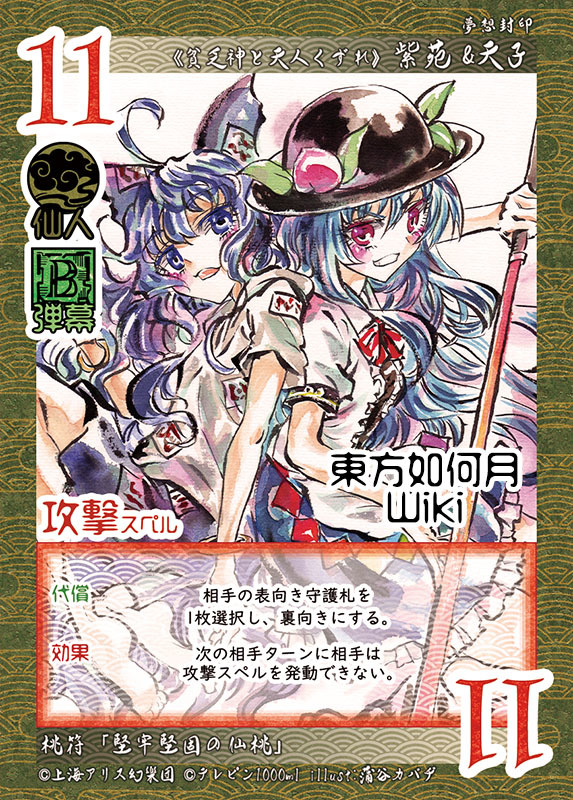 夢想封印
11
《貧乏神と天人くずれ》 紫苑&天子
仙人
B
弾幕
東方如何月
Wiki
攻撃スペル
代償
相手の表向き守護札を
1枚選択し、裏向きにする。
効果
次の相手ターンに相手は
攻撃スペルを発動できない。
11
桃符「堅牢堅固の仙桃」
©上海アリス幻樂団 ©テレピン1000ml illust:蒲谷カバヂ